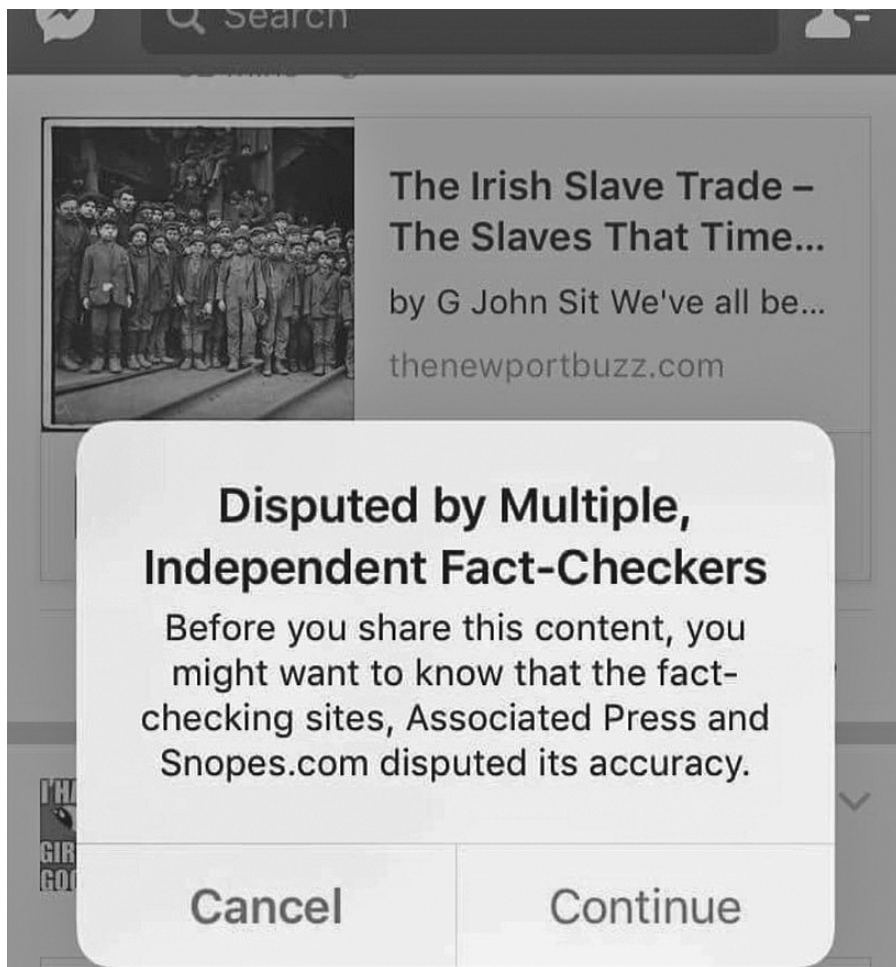 Search
The Irish Slave Trade –
The Slaves That Time...
by G John Sit We've all be...
thenewportbuzz.com
Disputed by Multiple,
Independent Fact-Checkers
Before you share this content, you
might want to know that the fact-
checking sites, Associated Press and
Snopes.com disputed its accuracy.
GIR
Cancel
Continue